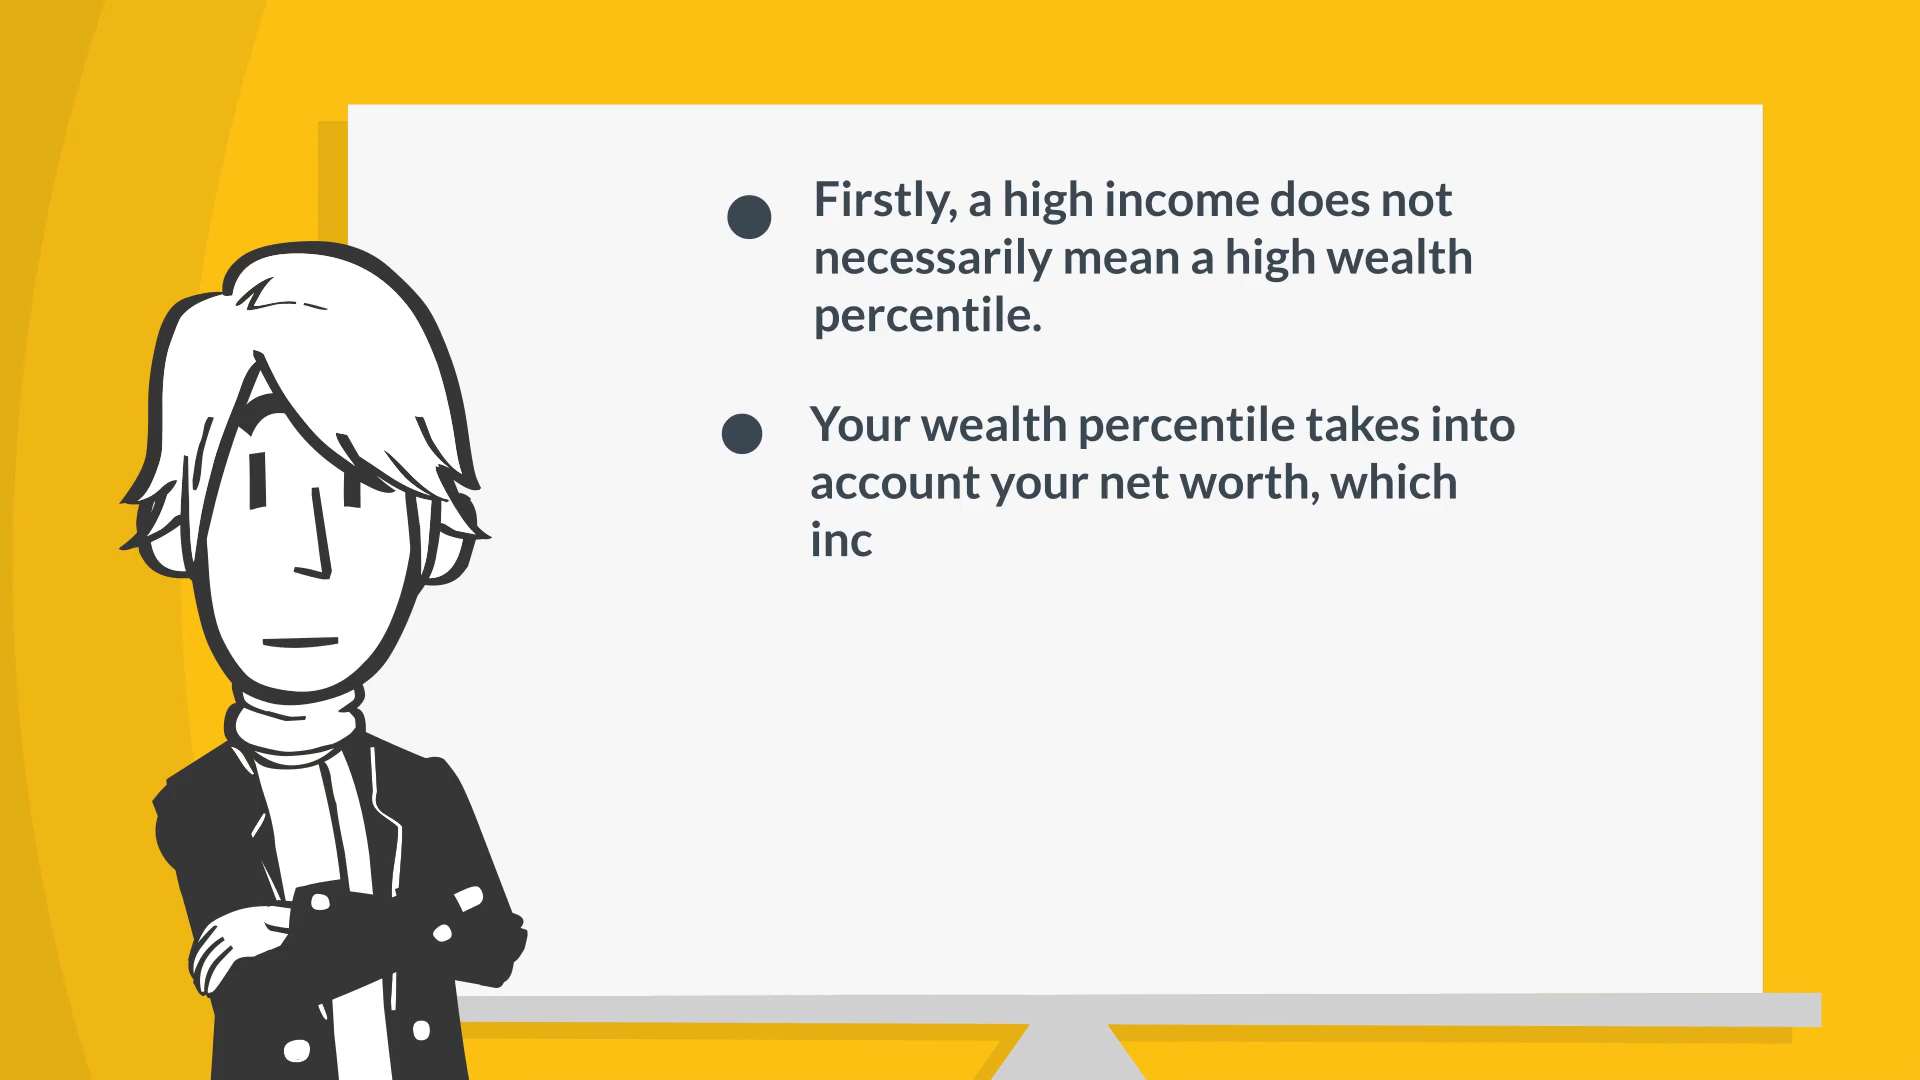 Firstly, a high income does not
necessarily mean a high wealth
percentile.
Your wealth percentile takes into
account your net worth, which
inc